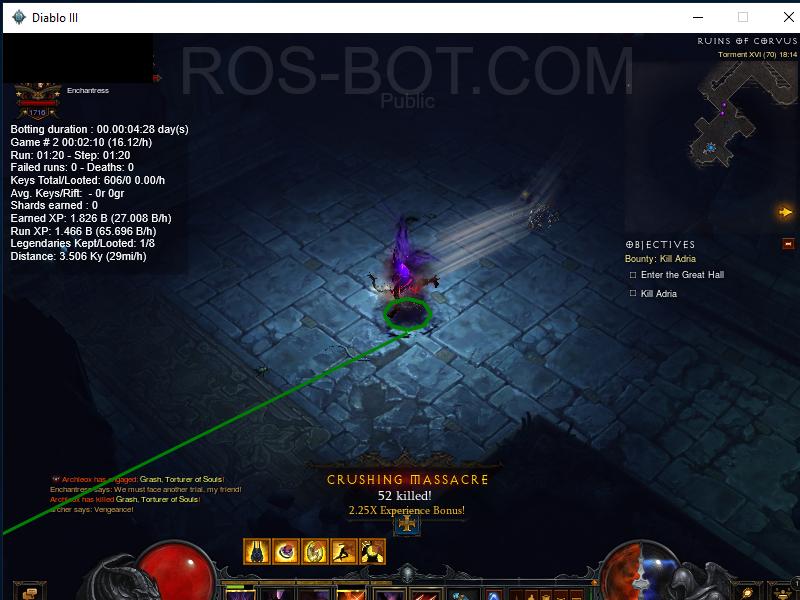 Diablo III
RUINS OF CORVUS
Torment XVI (70) 18:14
ROS-BOT.COM
Public
Enchantress
1716
Botting duration : 00.00:04:28 day(s)
Game # 2 00:02:10 (16.12/h)
Run: 01:20 - Step: 01:20
Failed runs: 0 - Deaths: 0
Keys Total/Looted: 606/0 0.00/h
Avg. Keys/Rift: - 0r 0gr
Shards earned : 0
Earned XP: 1.826 B (27.008 B/h)
Run XP: 1.466 B (65.696 B/h)
Legendaries Kept/Looted: 1/8
Distance: 3.506 Ky (29mi/h)
OBJECTIVES
Bounty: Kill Adria
Enter the Great Hall
Kill Adria
Archleox has engaged: Grash, Torturer of Souls!
Enchantress says: We must face another trial, my friend!
Archleox has killed Grash, Torturer of Souls!
Archer says: Vengeance!
CRUSHING MASSACRE
52 killed!
2.25X Experience Bonus!